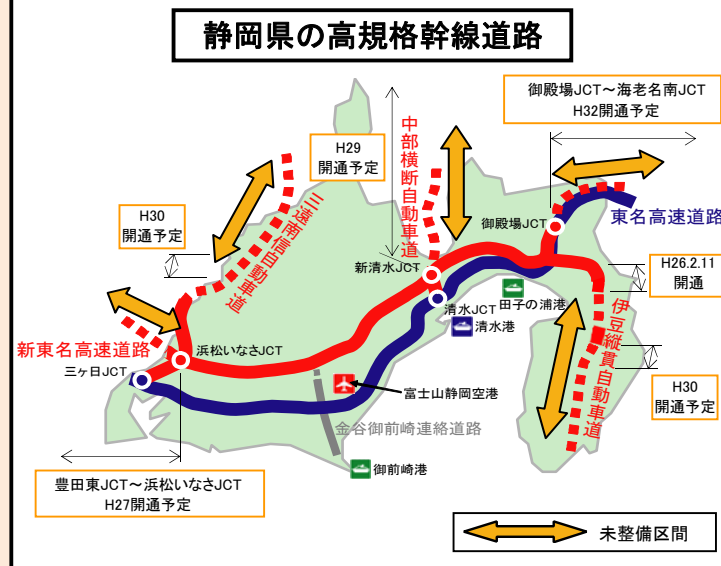 静岡県の高規格幹線道路
御殿場JCT～海老名南JCT
H32開通予定
H29
開通予定
中部横断自動車道
三遠南信自動車道
H30
開通予定
東名高速道路
御殿場JCT
新清水JCT
H26.2.11
開通
清水JCT
田子の浦港
清水港
伊豆縦貫自動車道
新東名高速道路
浜松いなさJCT
三ヶ日JCT
富士山静岡空港
H30
開通予定
金谷御前崎連絡道路
御前崎港
豊田東JCT～浜松いなさJCT
H27開通予定
未整備区間